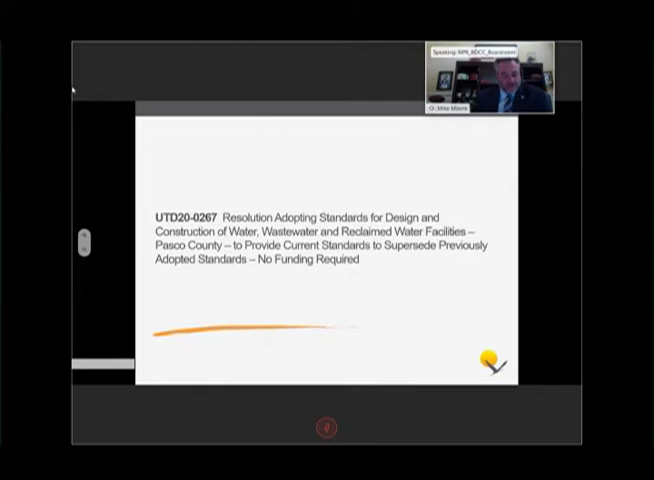 Speaking: NPR_BOCC_Boardroom
Mike Moore
UTD20-0267 Resolution Adopting Standards for Design and
Construction of Water, Wastewater and Reclaimed Water Facilities –
Pasco County – to Provide Current Standards to Supersede Previously
Adopted Standards – No Funding Required